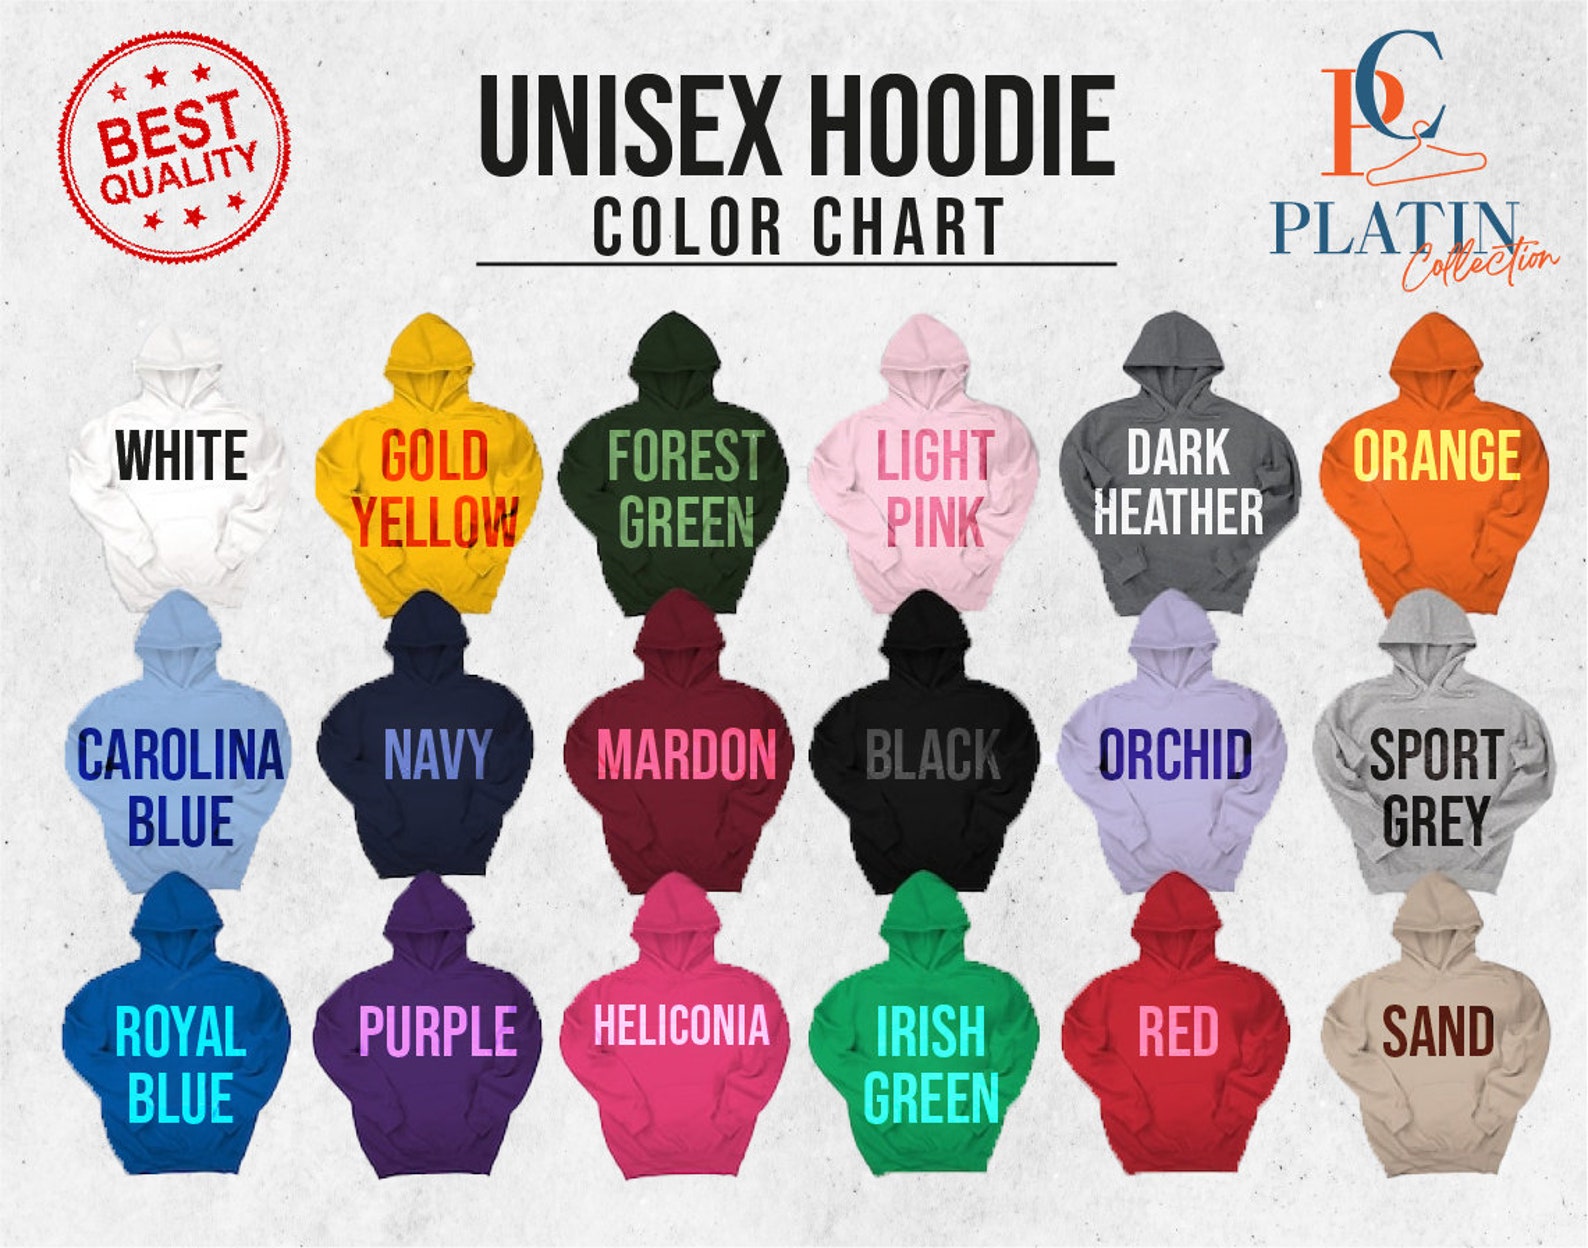 BEST
QUALITY
UNISEX HOODIE
COLOR CHART
PC
PLATIN
Collection
WHITE
GOLD
YELLOW
FOREST
GREEN
LIGHT
PINK
DARK
HEATHER
ORANGE
CAROLINA
BLUE
NAVY
MARDON
BLACK
ORCHID
SPORT
GREY
ROYAL
BLUE
PURPLE
HELICONIA
IRISH
GREEN
RED
SAND